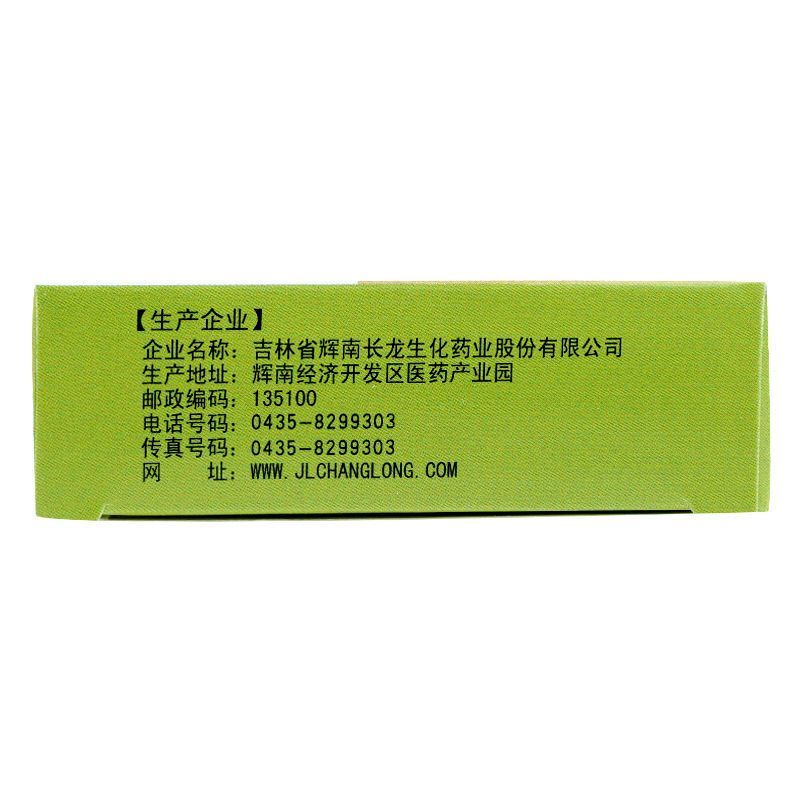 【生产企业】
企业名称：吉林省辉南长龙生化药业股份有限公司
生产地址：辉南经济开发区医药产业园
邮政编码：135100
电话号码：0435-8299303
传真号码：0435-8299303
网　　址：WWW.JLCHANGLONG.COM